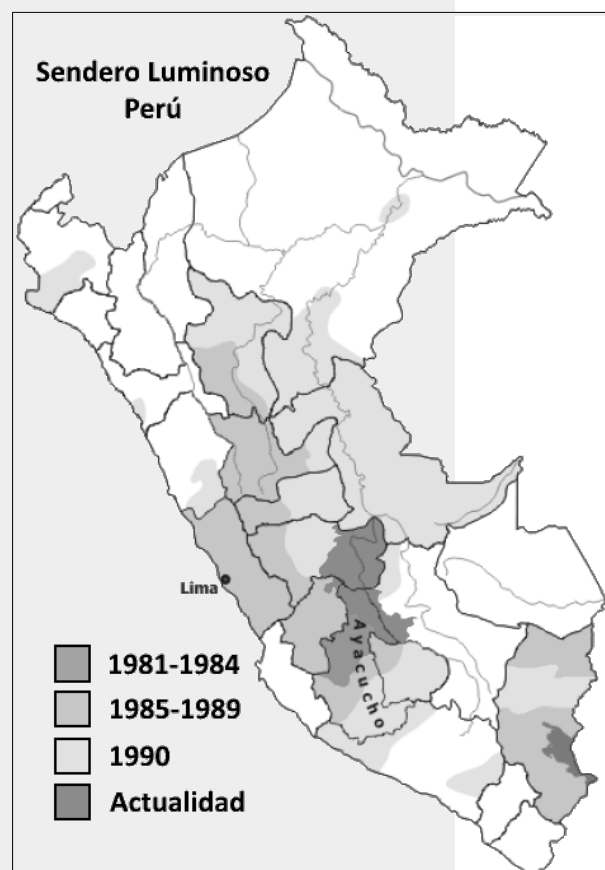 Sendero Luminoso
Perú
Lima
Ayacucho
1981-1984
1985-1989
1990
Actualidad